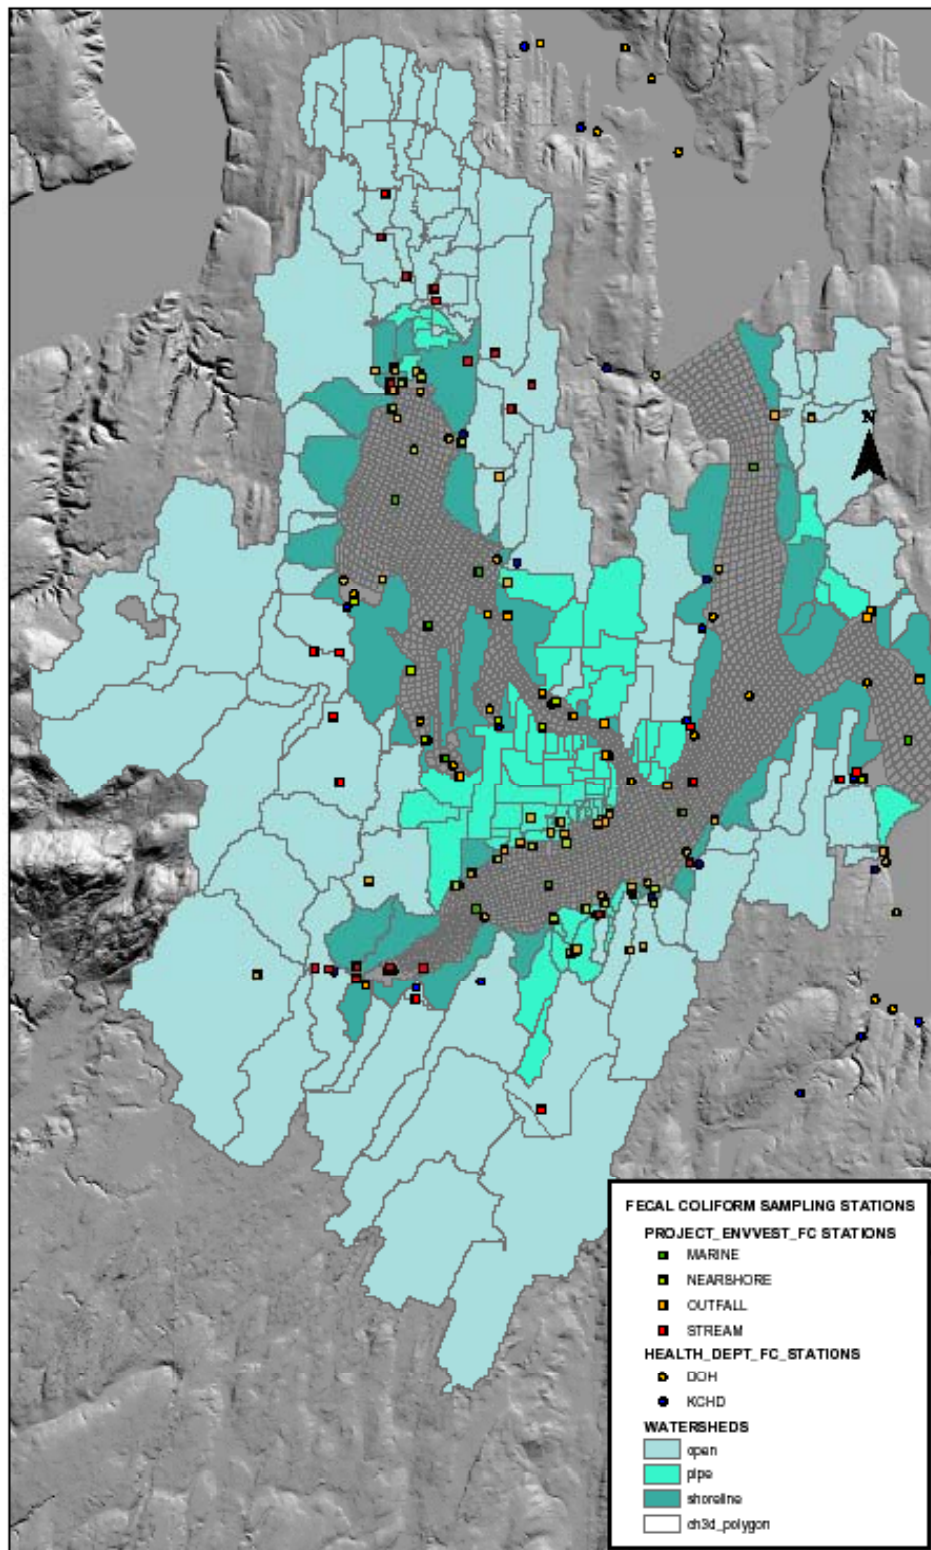 N
FECAL COLIFORM SAMPLING STATIONS
PROJECT_ENVVEST_FC STATIONS
MARINE
NEARSHORE
OUTFALL
STREAM
HEALTH_DEPT_FC_STATIONS
DOH
KCHD
WATERSHEDS
open
pipe
shoreline
ch3d_polygon